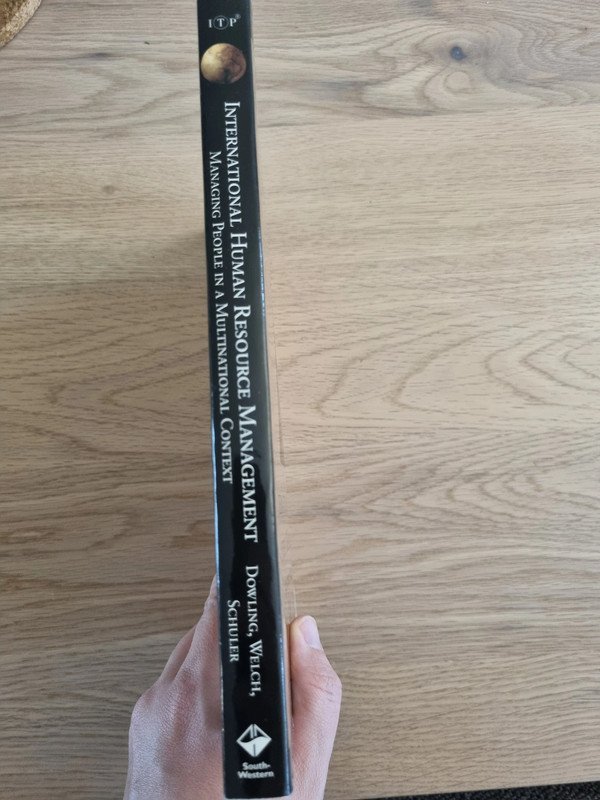 ITP®
INTERNATIONAL HUMAN RESOURCE MANAGEMENT
MANAGING PEOPLE IN A MULTINATIONAL CONTEXT
DOWLING, WELCH,
SCHULER
South-
Western